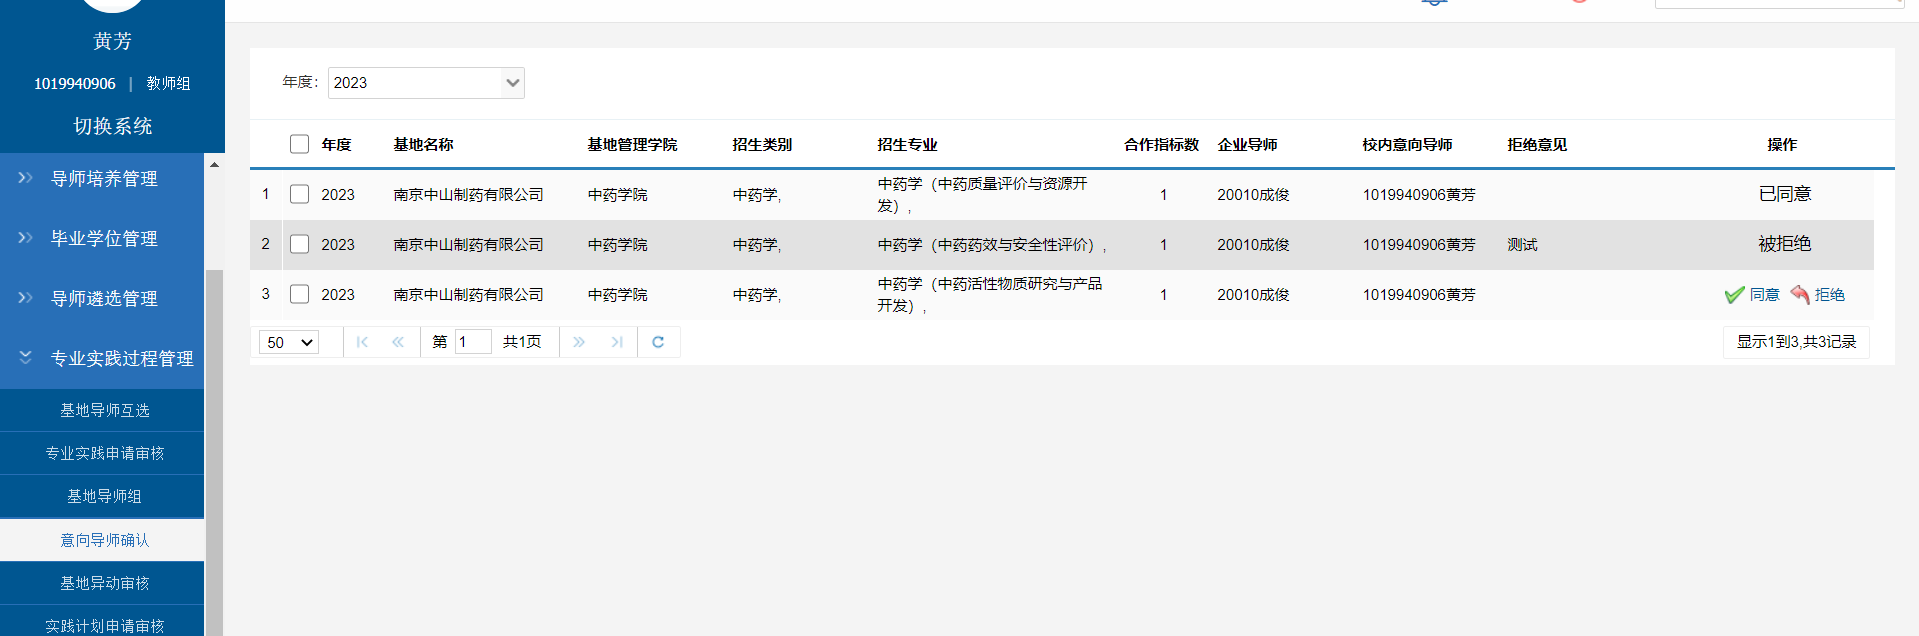 黄芳
1019940906 | 教师组
切换系统
导师培养管理
毕业学位管理
导师遴选管理
专业实践过程管理
基地导师互选
专业实践申请审核
基地导师组
意向导师确认
基地异动审核
实践计划申请审核
年度: 2023
年度 基地名称 基地管理学院 招生类别 招生专业 合作指标数 企业导师 校内意向导师 拒绝意见 操作
1 2023 南京中山制药有限公司 中药学院 中药学, 中药学（中药质量评价与资源开
发）, 1 20010成俊 1019940906黄芳 已同意
2 2023 南京中山制药有限公司 中药学院 中药学, 中药学（中药药效与安全性评价）, 1 20010成俊 1019940906黄芳 测试 被拒绝
3 2023 南京中山制药有限公司 中药学院 中药学, 中药学（中药活性物质研究与产品
开发）, 1 20010成俊 1019940906黄芳 同意 拒绝
50 第 1 共1页 显示1到3,共3记录